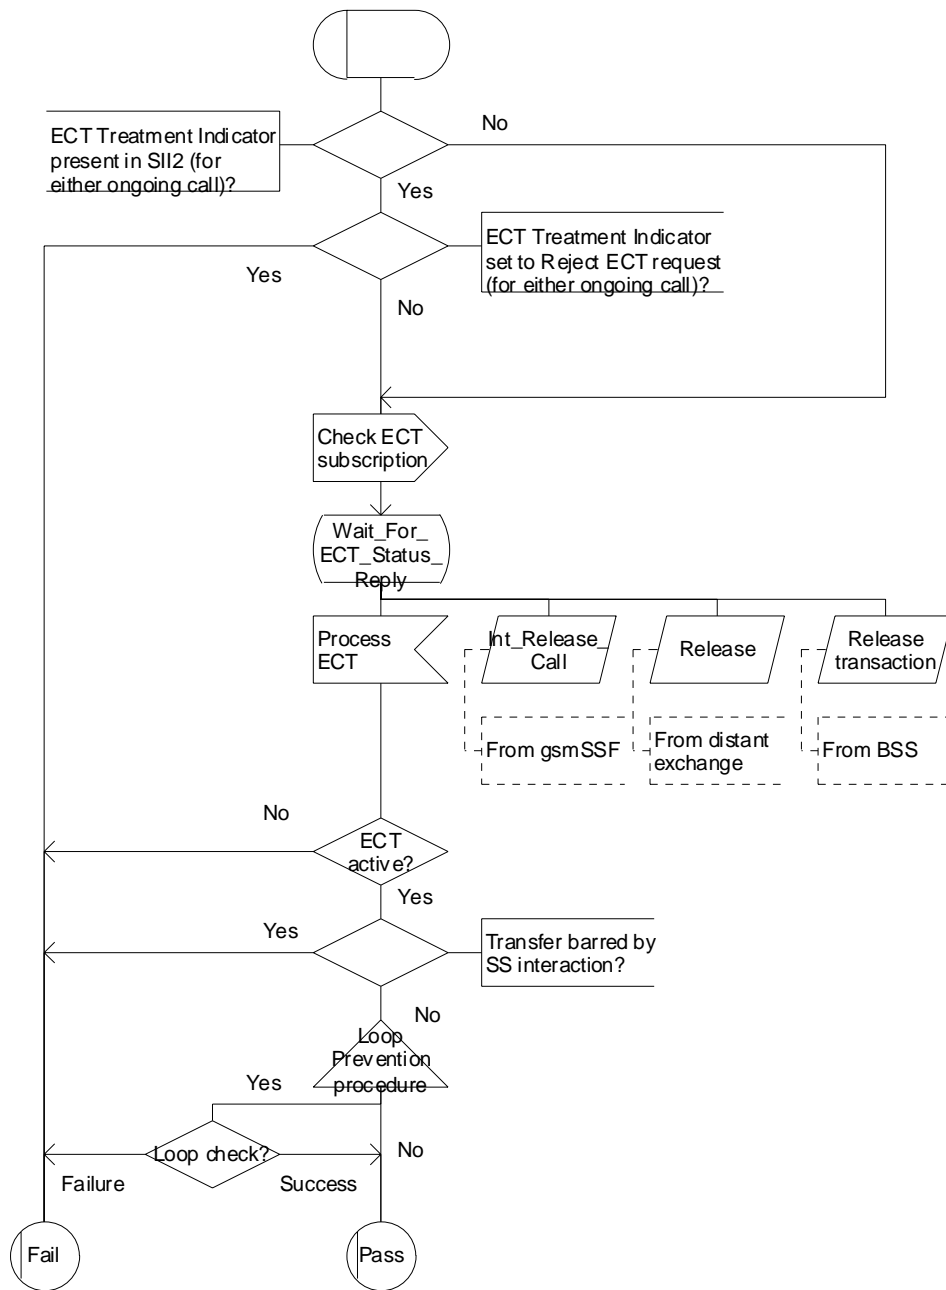 No
ECT Treatment Indicator
present in SII2 (for
either ongoing call)?
Yes
ECT Treatment Indicator
set to Reject ECT request
(for either ongoing call)?
Yes
No
Check ECT
subscription
Wait_For_
ECT_Status_
Reply
Process
ECT
Int_Release_
Call
Release
Release
transaction
From gsmSSF
From distant
exchange
From BSS
No
ECT
active?
Yes
Yes
Transfer barred by
SS interaction?
No
Loop
Prevention
procedure
Yes
Loop check?
No
Failure
Success
Fail
Pass